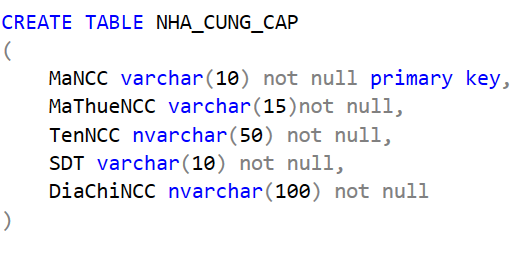 CREATE TABLE NHA_CUNG_CAP
(
    MaNCC varchar(10) not null primary key,
    MaThueNCC varchar(15)not null,
    TenNCC nvarchar(50) not null,
    SDT varchar(10) not null,
    DiaChiNCC nvarchar(100) not null
)